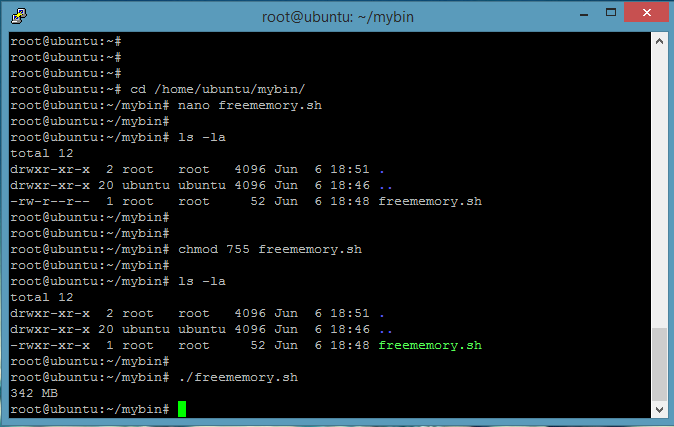 root@ubuntu: ~/mybin
root@ubuntu:~#
root@ubuntu:~#
root@ubuntu:~#
root@ubuntu:~# cd /home/ubuntu/mybin/
root@ubuntu:~/mybin# nano freememory.sh
root@ubuntu:~/mybin#
root@ubuntu:~/mybin# ls -la
total 12
drwxr-xr-x  2 root   root   4096 Jun  6 18:51 .
drwxr-xr-x 20 ubuntu ubuntu 4096 Jun  6 18:46 ..
-rw-r--r--  1 root   root     52 Jun  6 18:48 freememory.sh
root@ubuntu:~/mybin#
root@ubuntu:~/mybin#
root@ubuntu:~/mybin# chmod 755 freememory.sh
root@ubuntu:~/mybin#
root@ubuntu:~/mybin# ls -la
total 12
drwxr-xr-x  2 root   root   4096 Jun  6 18:51 .
drwxr-xr-x 20 ubuntu ubuntu 4096 Jun  6 18:46 ..
-rwxr-xr-x  1 root   root     52 Jun  6 18:48 freememory.sh
root@ubuntu:~/mybin#
root@ubuntu:~/mybin# ./freememory.sh
342 MB
root@ubuntu:~/mybin#